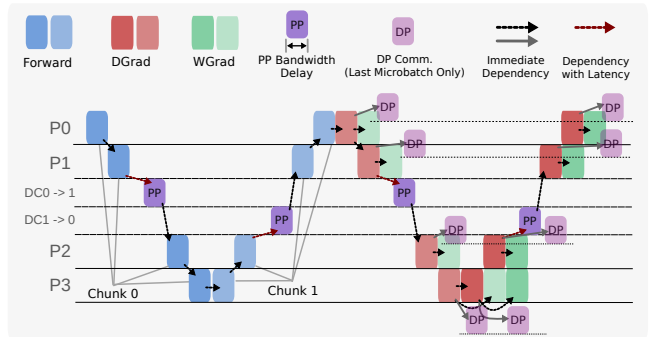 PP
DP
Forward
DGrad
WGrad
PP Bandwidth
Delay
DP Comm.
(Last Microbatch Only)
Immediate
Dependency
Dependency
with Latency
P0
DP
DP
P1
DP
DP
DC0 -> 1
PP
PP
DC1 -> 0
PP
PP
P2
DP
DP
P3
Chunk 0
Chunk 1
DP
DP